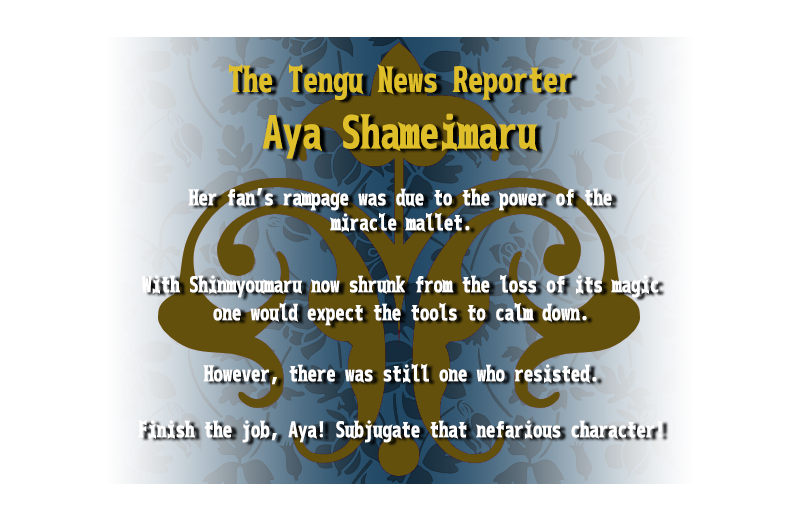 The Tengu News Reporter
Aya Shameimaru
Her fan's rampage was due to the power of the
miracle mallet.
With Shinmyoumaru now shrunk from the loss of its magic
one would expect the tools to calm down.
However, there was still one who resisted.
Finish the job, Aya! Subjugate that nefarious character!